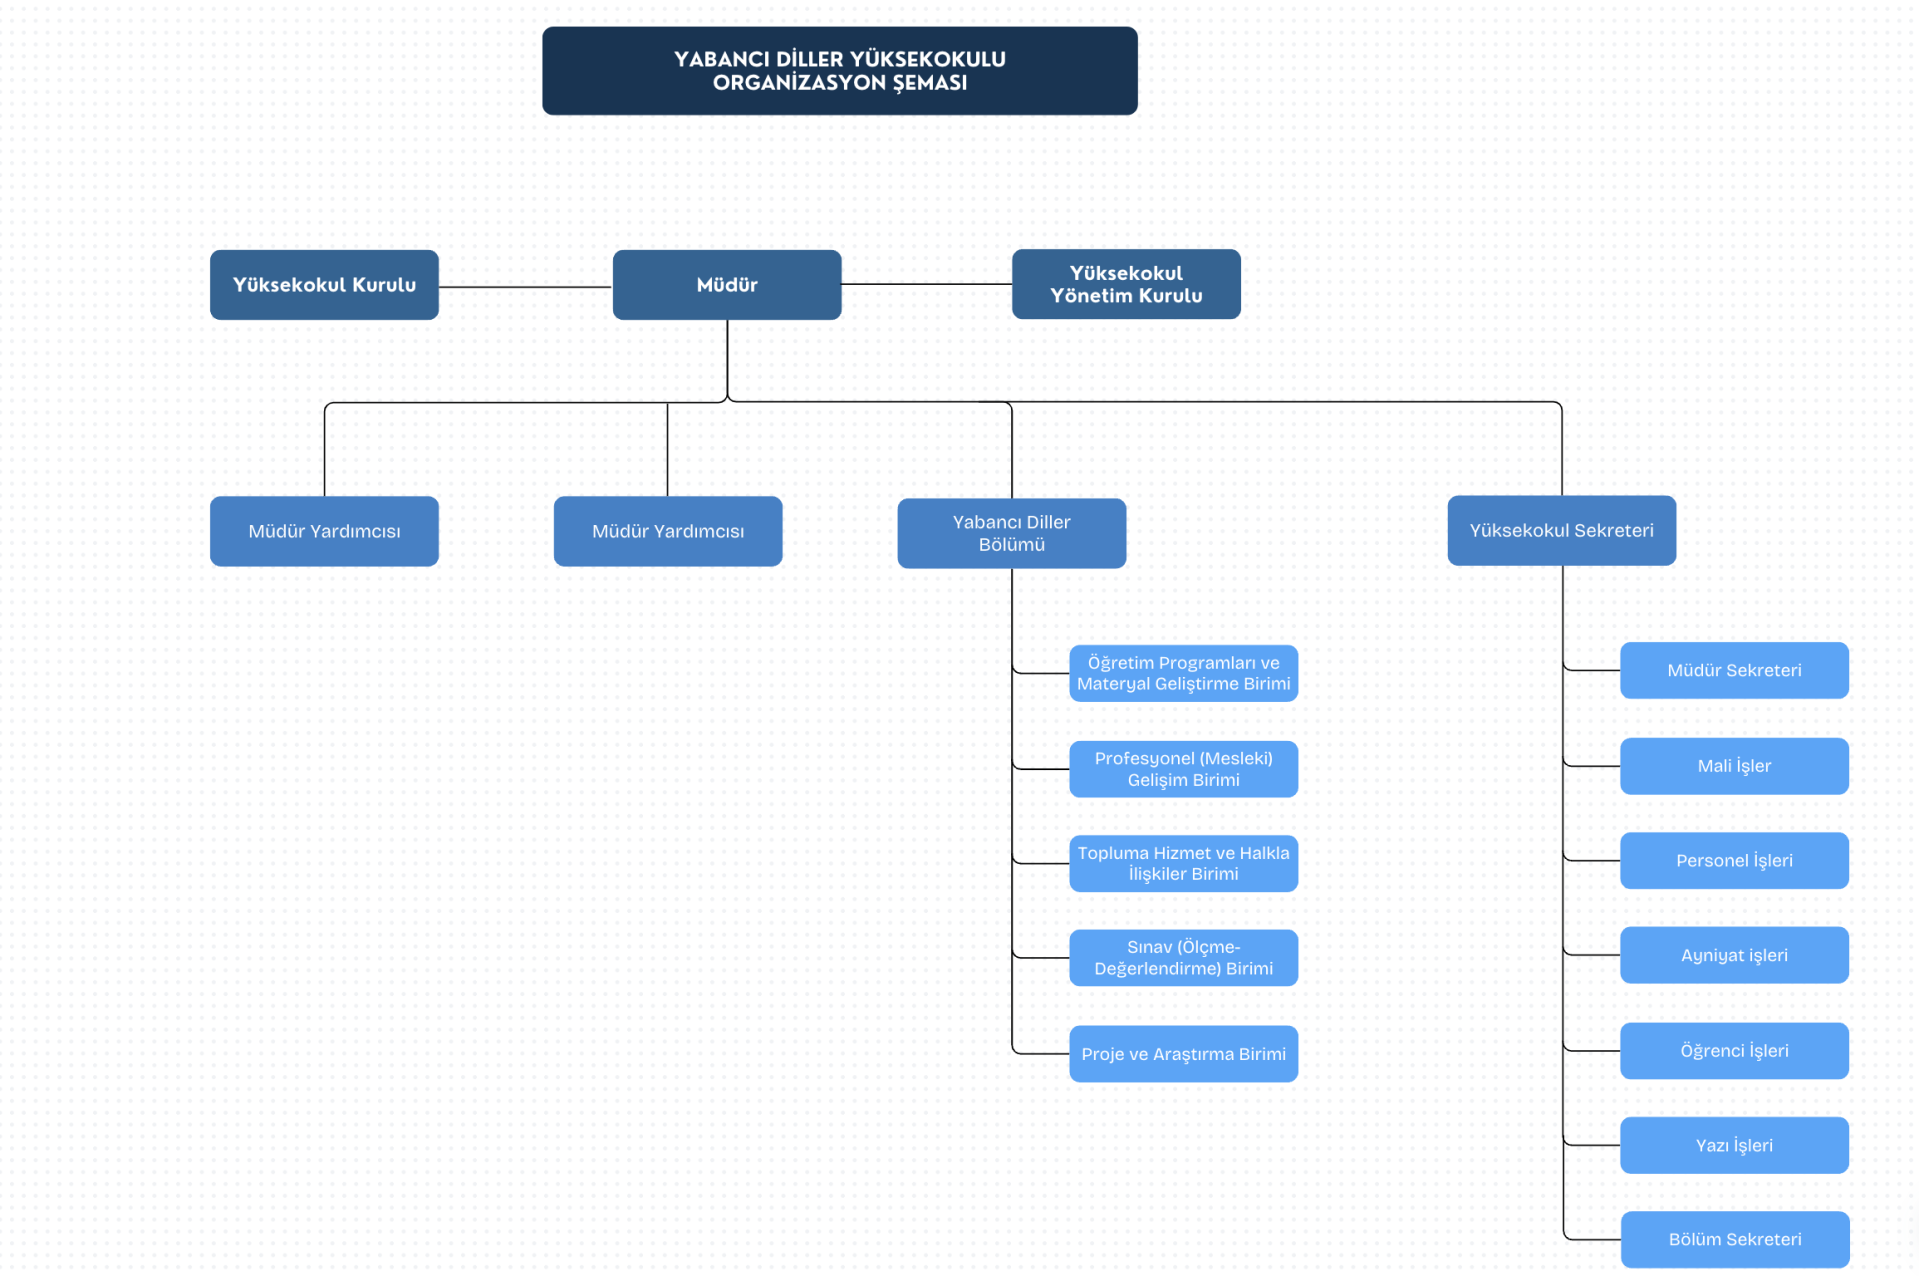 YABANCI DİLLER YÜKSEKOKULU
ORGANİZASYON ŞEMASI
Yüksekokul Kurulu
Müdür
Yüksekokul
Yönetim Kurulu
Müdür Yardımcısı
Müdür Yardımcısı
Yabancı Diller
Bölümü
Yüksekokul Sekreteri
Öğretim Programları ve
Materyal Geliştirme Birimi
Profesyonel (Mesleki)
Gelişim Birimi
Topluma Hizmet ve Halkla
İlişkiler Birimi
Sınav (Ölçme-
Değerlendirme) Birimi
Proje ve Araştırma Birimi
Müdür Sekreteri
Mali İşler
Personel İşleri
Ayniyat işleri
Öğrenci İşleri
Yazı İşleri
Bölüm Sekreteri